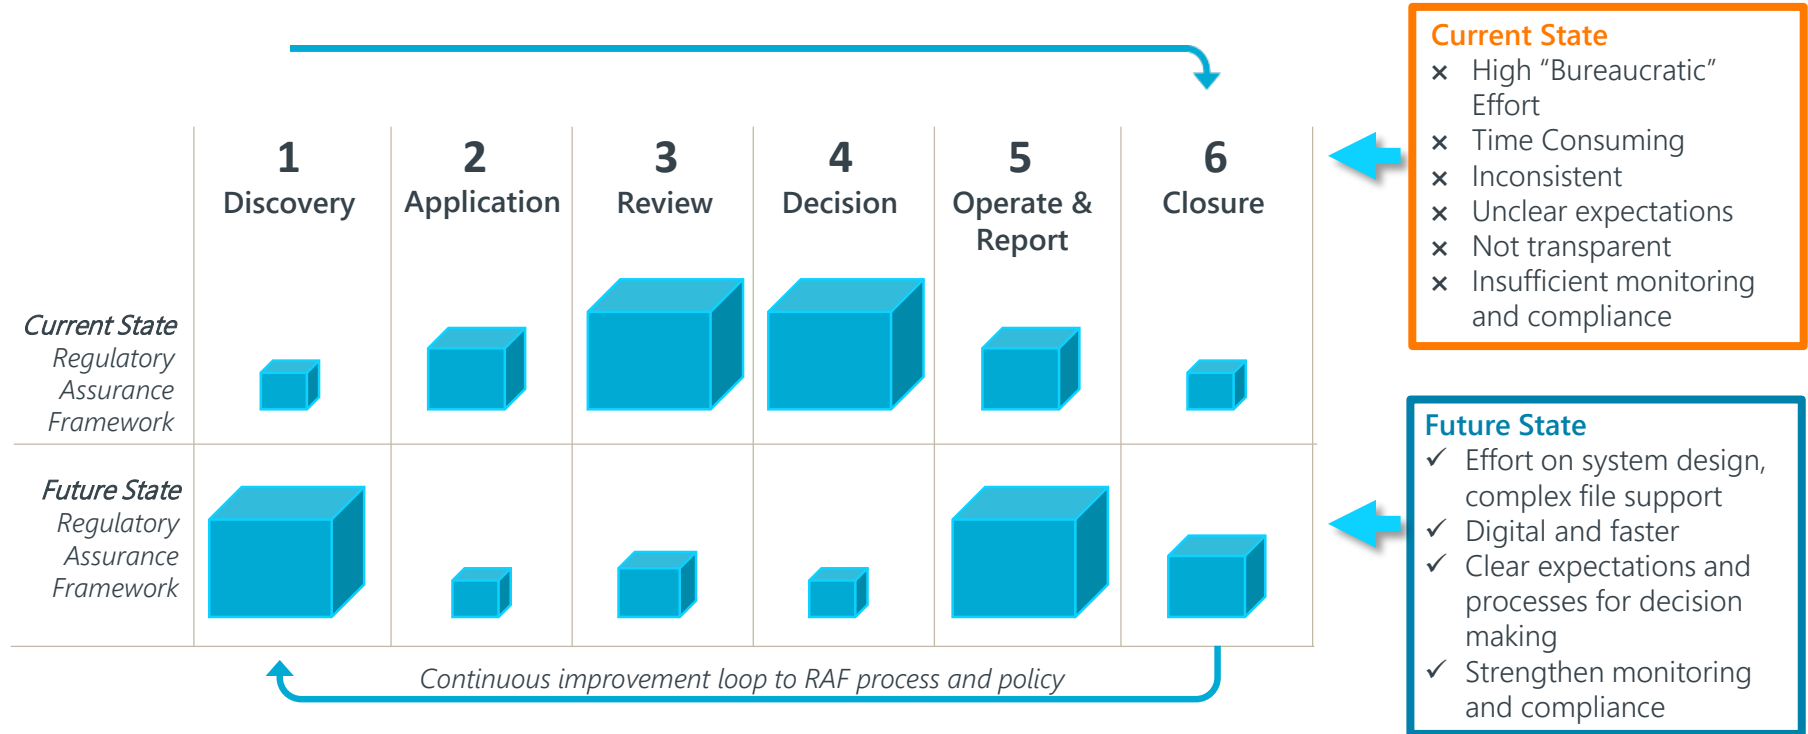 1
Discovery
2
Application
3
Review
4
Decision
5
Operate &
Report
6
Closure
Current State
Regulatory
Assurance
Framework
Future State
Regulatory
Assurance
Framework
Continuous improvement loop to RAF process and policy
Current State
× High “Bureaucratic”
Effort
× Time Consuming
× Inconsistent
× Unclear expectations
× Not transparent
× Insufficient monitoring
and compliance
Future State
✓ Effort on system design,
complex file support
✓ Digital and faster
✓ Clear expectations and
processes for decision
making
✓ Strengthen monitoring
and compliance